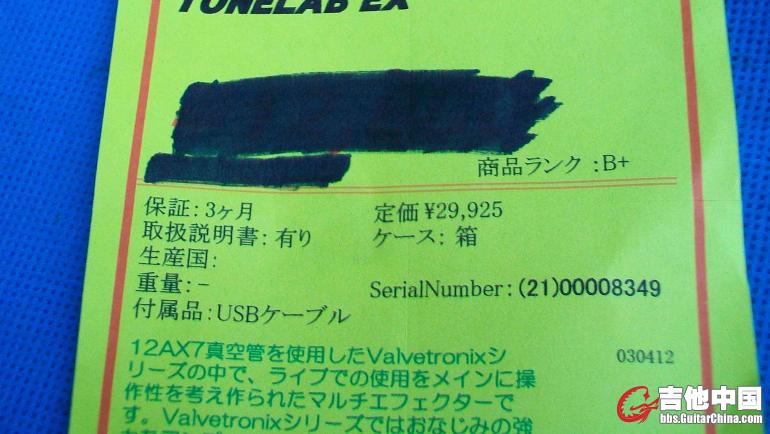 TONELAB EX
商品ランク :B+
保証: 3ヶ月 定価 ¥29,925
取扱説明書: 有り ケース: 箱
生産国:
重量: -
SerialNumber: (21)00008349
付属品: USBケーブル
12AX7真空管を使用したValvetronixシ
030412
リーズの中で、ライブでの使用をメインに操
作性を考え作られたマルチエフェクターで
す。Valvetronixシリーズではおなじみの強
吉他中国
bbs.GuitarChina.com